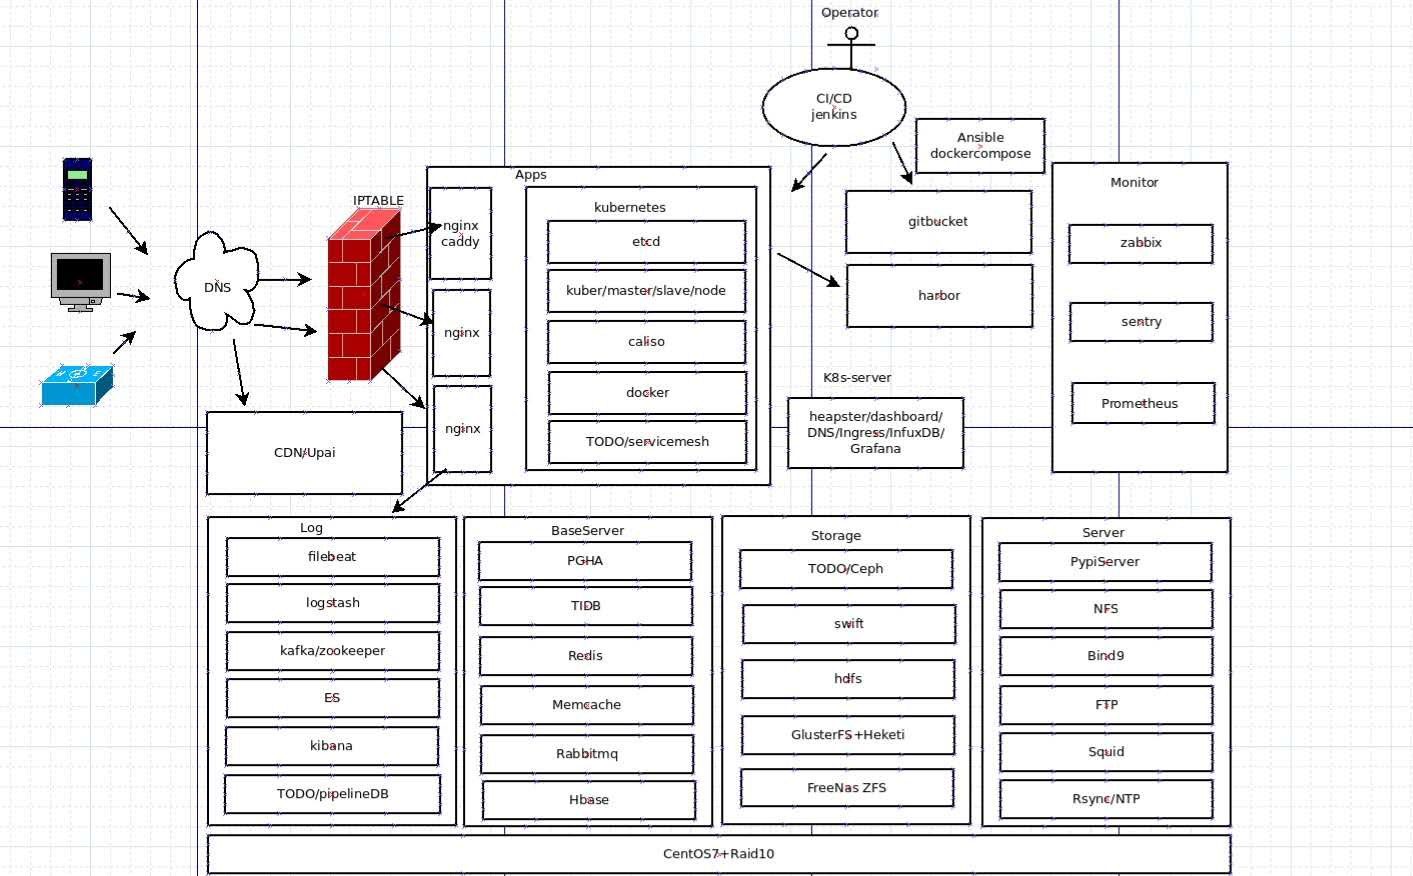 Operator
CI/CD
jenkins
Ansible
dockercompose
IPTABLE
DNS
CDN/Upai
Apps
nginx
caddy
nginx
nginx
kubernetes
etcd
kuber/master/slave/node
caliso
docker
TODO/servicemesh
gitbucket
harbor
K8s-server
heapster/dashboard/
DNS/Ingress/InfuxDB/
Grafana
Monitor
zabbix
sentry
Prometheus
Log
filebeat
logstash
kafka/zookeeper
ES
kibana
TODO/pipelineDB
BaseServer
PGHA
TIDB
Redis
Memcache
Rabbitmq
Hbase
Storage
TODO/Ceph
swift
hdfs
GlusterFS+Heketi
FreeNas ZFS
Server
PypiServer
NFS
Bind9
FTP
Squid
Rsync/NTP
CentOS7+Raid10